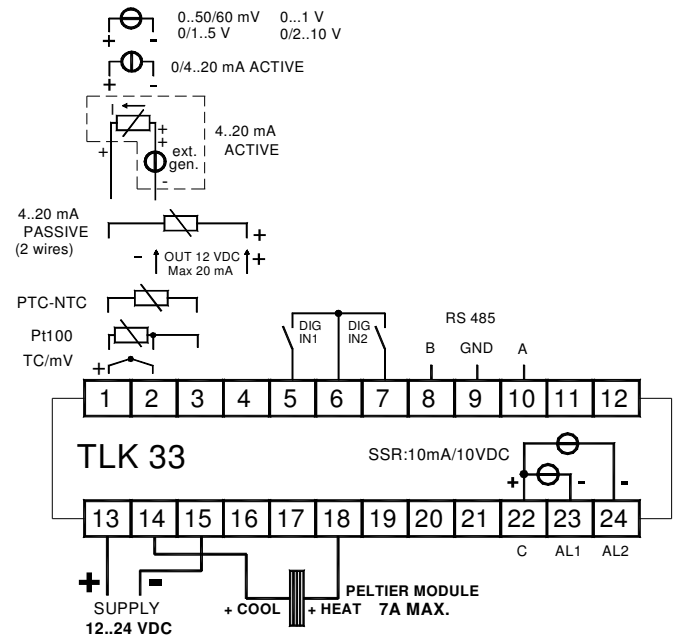 0..50/60 mV 0...1 V
0/1..5 V 0/2..10 V
+ -
0/4..20 mA ACTIVE
+ -
I
+
+
+
ext.
gen.
-
4..20 mA
ACTIVE
4..20 mA
PASSIVE
(2 wires)
+
- OUT 12 VDC +
Max 20 mA
PTC-NTC
Pt100
TC/mV
+
DIG
IN1
DIG
IN2
RS 485
B GND A
1 2 3 4 5 6 7 8 9 10 11 12
TLK 33
SSR:10mA/10VDC
+ - -
13 14 15 16 17 18 19 20 21 22 23 24
C AL1 AL2
+ -
SUPPLY
12..24 VDC
+ COOL + HEAT
PELTIER MODULE
7A MAX.